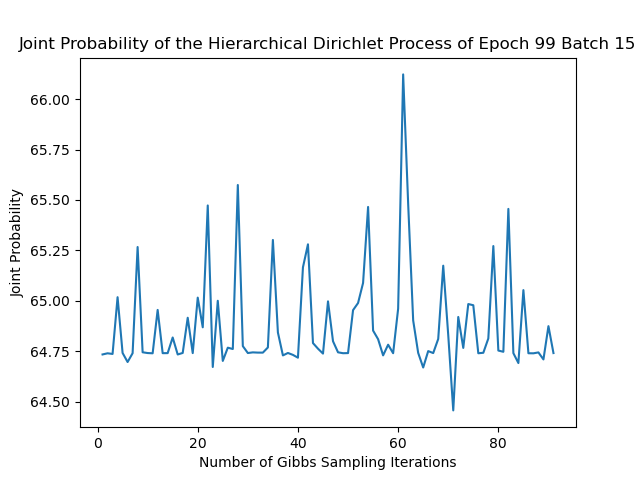 Joint Probability of the Hierarchical Dirichlet Process of Epoch 99 Batch 15
66.00
65.75
65.50
65.25
65.00
64.75
64.50
Joint Probability
0 20 40 60 80
Number of Gibbs Sampling Iterations